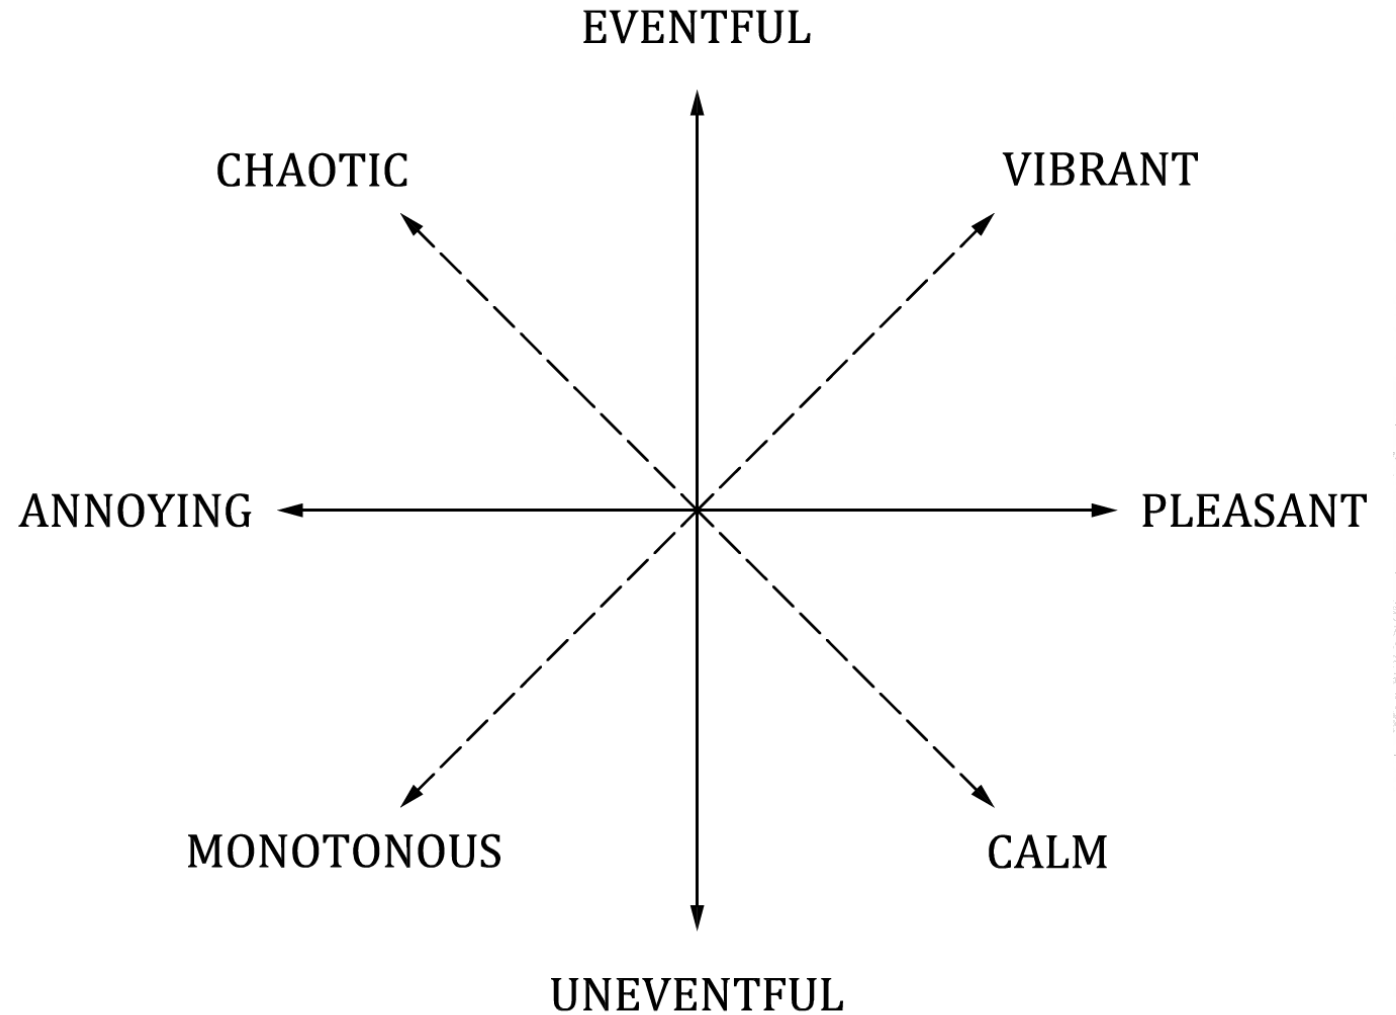 EVENTFUL
CHAOTIC
VIBRANT
ANNOYING
PLEASANT
MONOTONOUS
CALM
UNEVENTFUL